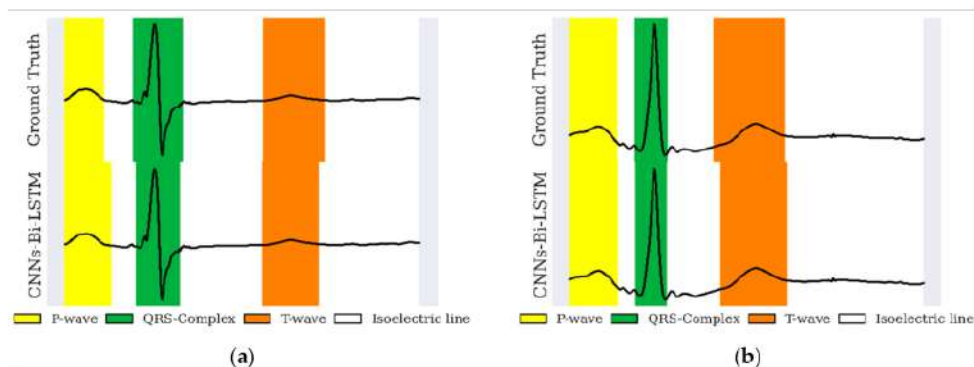 Ground Truth
CNNs-Bi-LSTM
P-wave QRS-Complex T-wave Isoelectric line
(a)
Ground Truth
CNNs-Bi-LSTM
P-wave QRS-Complex T-wave Isoelectric line
(b)